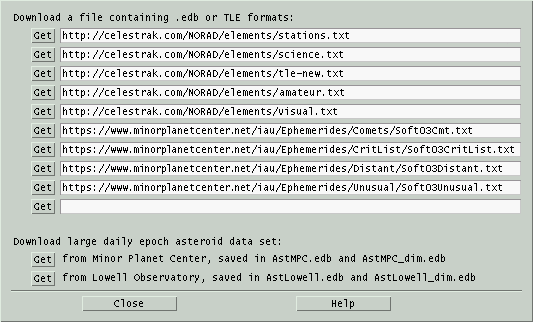 Download a file containing .edb or TLE formats:
Get http://celestrak.com/NORAD/elements/stations.txt
Get http://celestrak.com/NORAD/elements/science.txt
Get http://celestrak.com/NORAD/elements/tle-new.txt
Get http://celestrak.com/NORAD/elements/amateur.txt
Get http://celestrak.com/NORAD/elements/visual.txt
Get https://www.minorplanetcenter.net/iau/Ephemerides/Comets/Soft03Cmt.txt
Get https://www.minorplanetcenter.net/iau/Ephemerides/CritList/Soft03CritList.txt
Get https://www.minorplanetcenter.net/iau/Ephemerides/Distant/Soft03Distant.txt
Get https://www.minorplanetcenter.net/iau/Ephemerides/Unusual/Soft03Unusual.txt
Get
Download large daily epoch asteroid data set:
Get from Minor Planet Center, saved in AstMPC.edb and AstMPC_dim.edb
Get from Lowell Observatory, saved in AstLowell.edb and AstLowell_dim.edb
Close Help